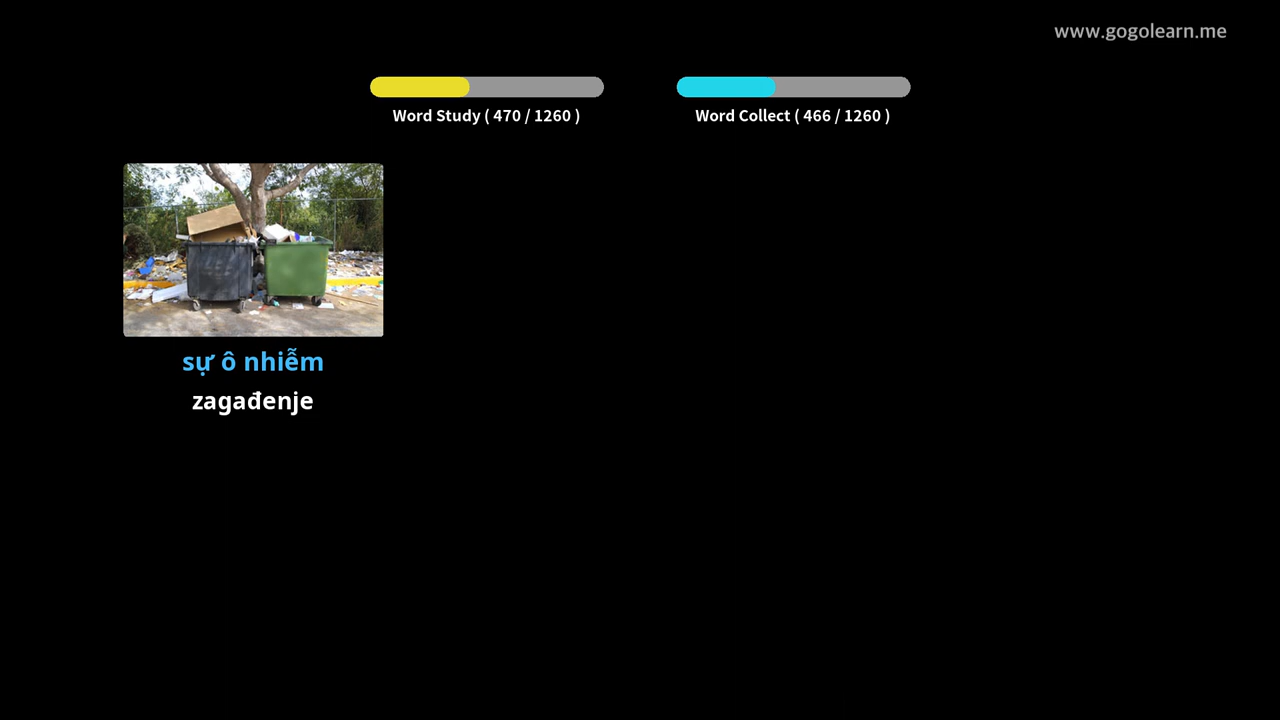 www.gogolearn.me
Word Study ( 470 / 1260 )
Word Collect ( 466 / 1260 )
sự ô nhiễm
zagađenje